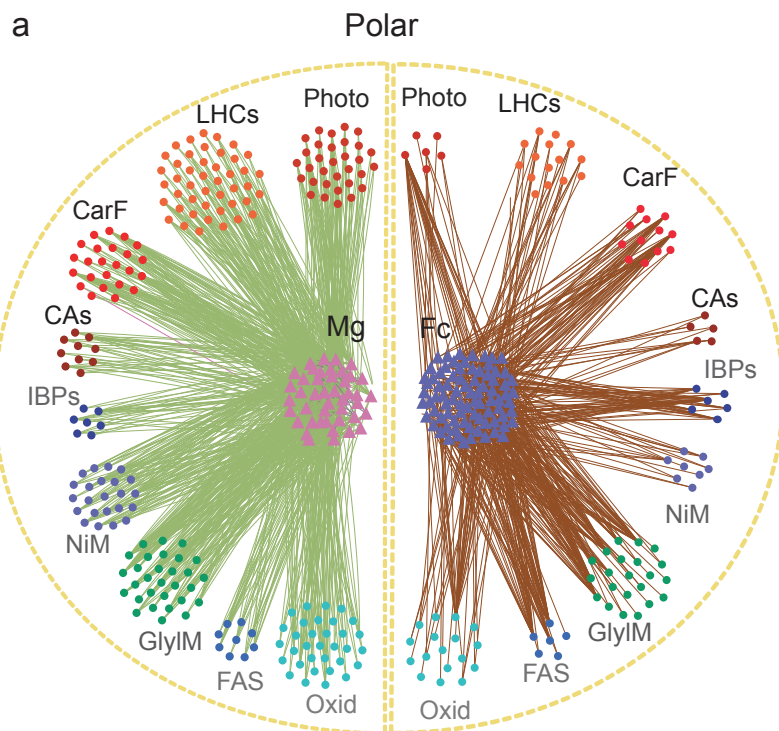 a
Polar
Photo
Photo
LHCs
LHCs
CarF
CarF
CAs
CAs
Mg
Fc
IBPs
IBPs
NiM
NiM
GlylM
GlylM
FAS
FAS
Oxid
Oxid